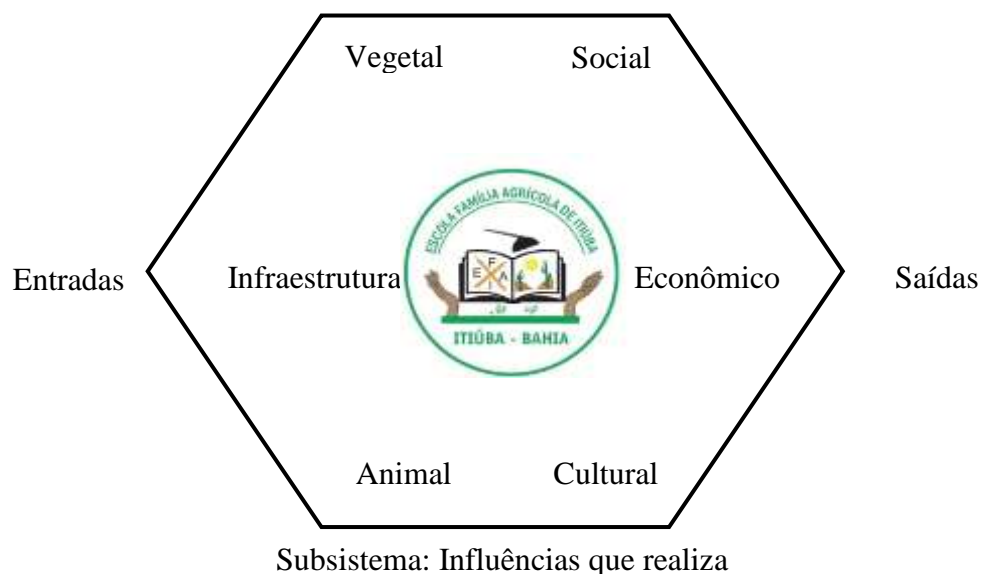 Vegetal Social
ESCOLA FAMÍLIA AGRÍCOLA DE ITIÚBA
E F A
Entradas Infraestrutura Econômico Saídas
ITIÚBA - BAHIA
Animal Cultural
Subsistema: Influências que realiza